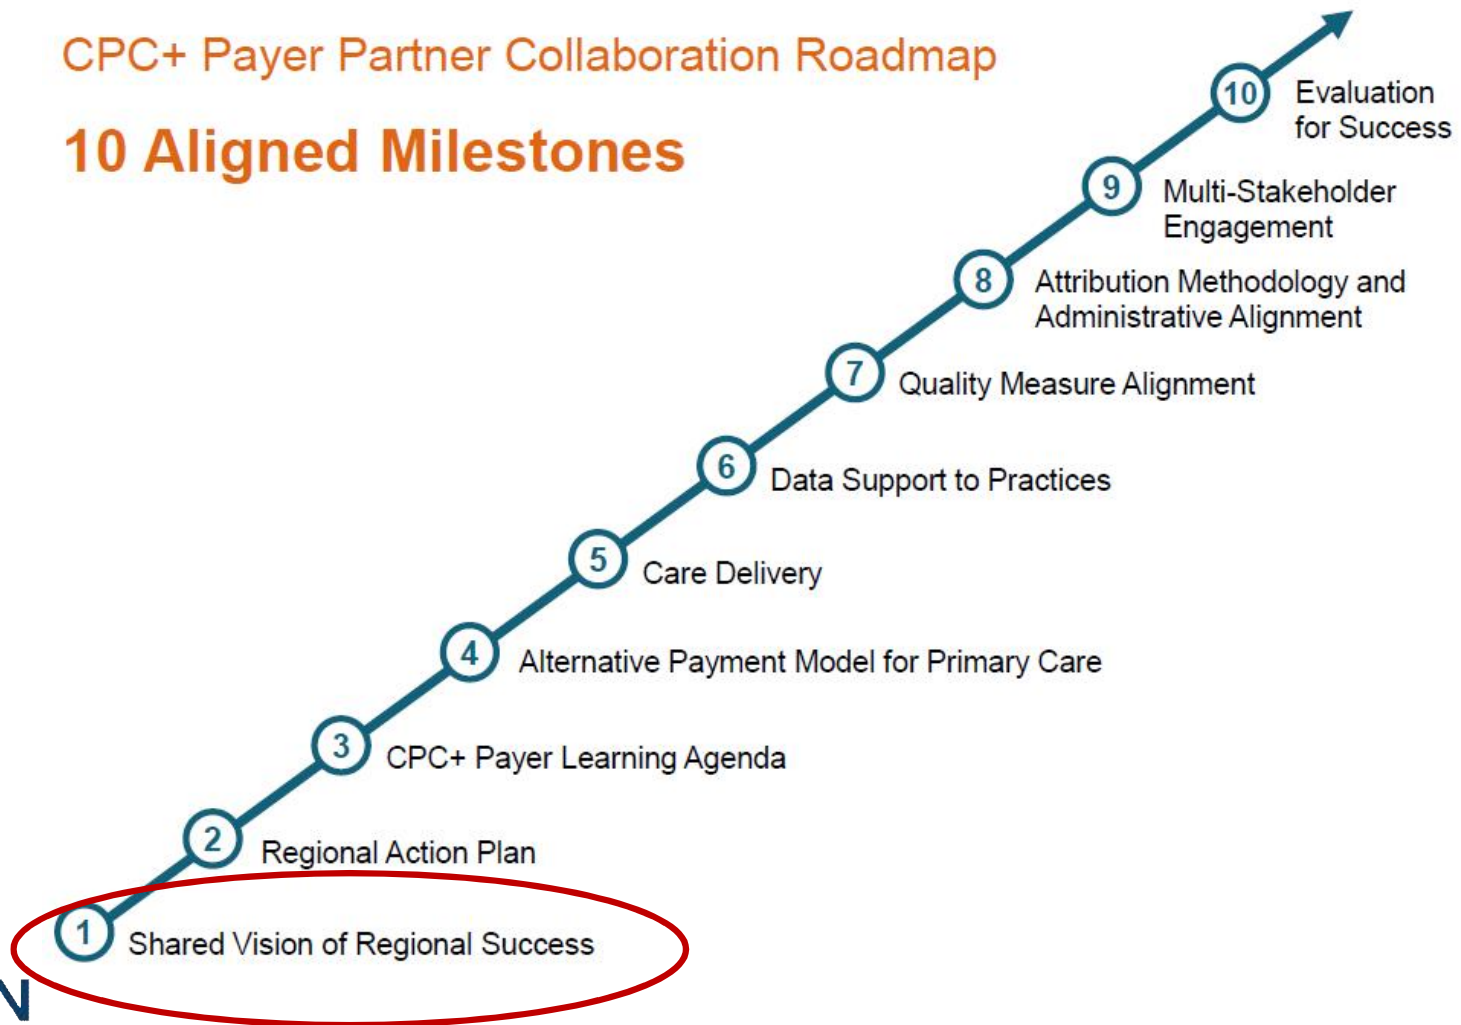 CPC+ Payer Partner Collaboration Roadmap
10 Aligned Milestones
10
Evaluation
for Success
9
Multi-Stakeholder
Engagement
8
Attribution Methodology and
Administrative Alignment
7
Quality Measure Alignment
6
Data Support to Practices
5
Care Delivery
4
Alternative Payment Model for Primary Care
3
CPC+ Payer Learning Agenda
2
Regional Action Plan
1
Shared Vision of Regional Success
N